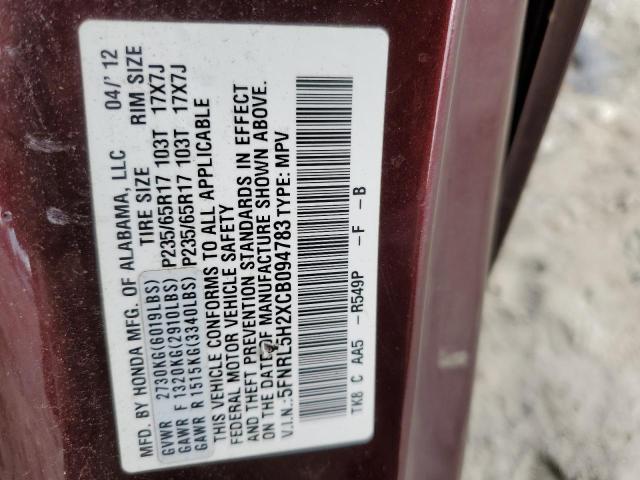 MFD. BY HONDA MFG. OF ALABAMA, LLC 04/'12
TIRE SIZE RIM SIZE
GVWR 2730KG(6019LBS)
GAWR F 1320KG(2910LBS) P235/65R17 103T 17X7J
GAWR R 1515KG(3340LBS) P235/65R17 103T 17X7J
THIS VEHICLE CONFORMS TO ALL APPLICABLE
FEDERAL MOTOR VEHICLE SAFETY
AND THEFT PREVENTION STANDARDS IN EFFECT
ON THE DATE OF MANUFACTURE SHOWN ABOVE.
V.I.N.:5FNRL5H2XCB094783 TYPE: MPV
TK8 C AA5 -R549P -F -B